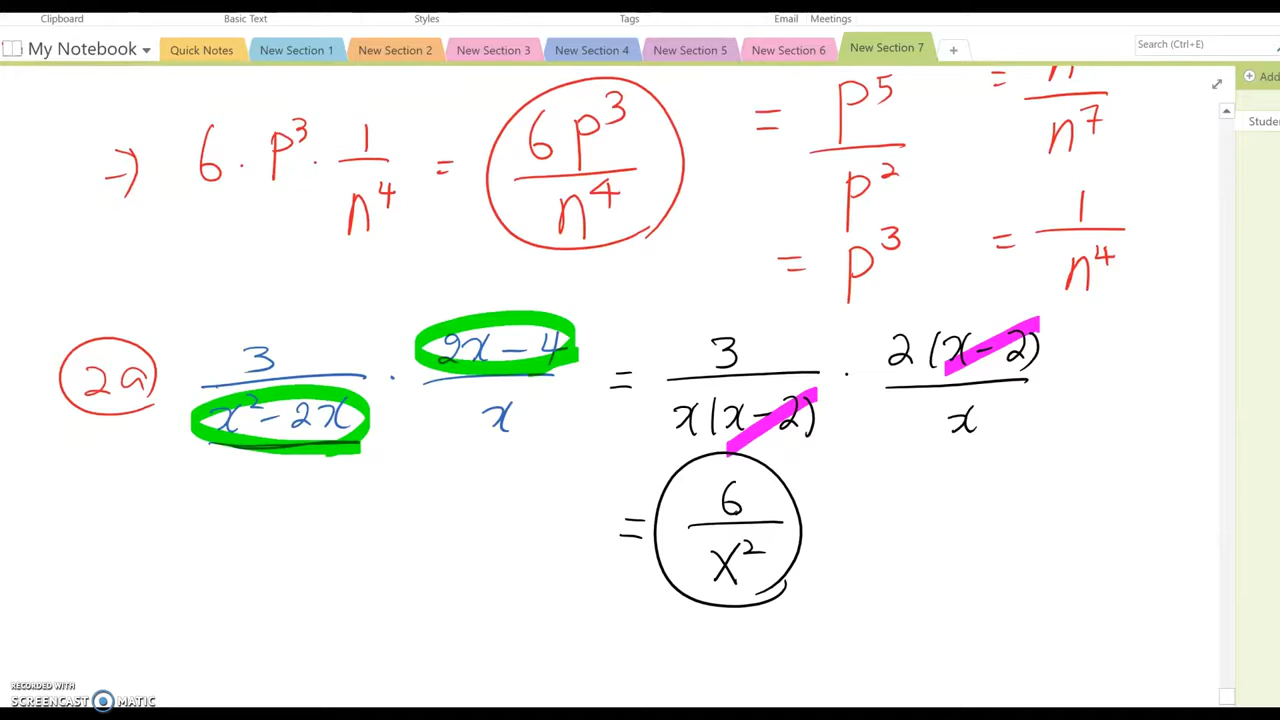 Clipboard Basic Text Styles Tags Email Meetings
My Notebook Quick Notes New Section 1 New Section 2 New Section 3 New Section 4 New Section 5 New Section 6 New Section 7 + Search (Ctrl+E)
Add
Stude
⇒ 6 · p³ · 1/n⁴ = 6p³/n⁴
= p⁵/p²
= p³
= n/n⁷
= 1/n⁴
2a) 3/(x² − 2x) · (2x − 4)/x = 3/(x(x−2)) · 2(x−2)/x
= 6/x²
RECORDED WITH
SCREENCAST MATIC